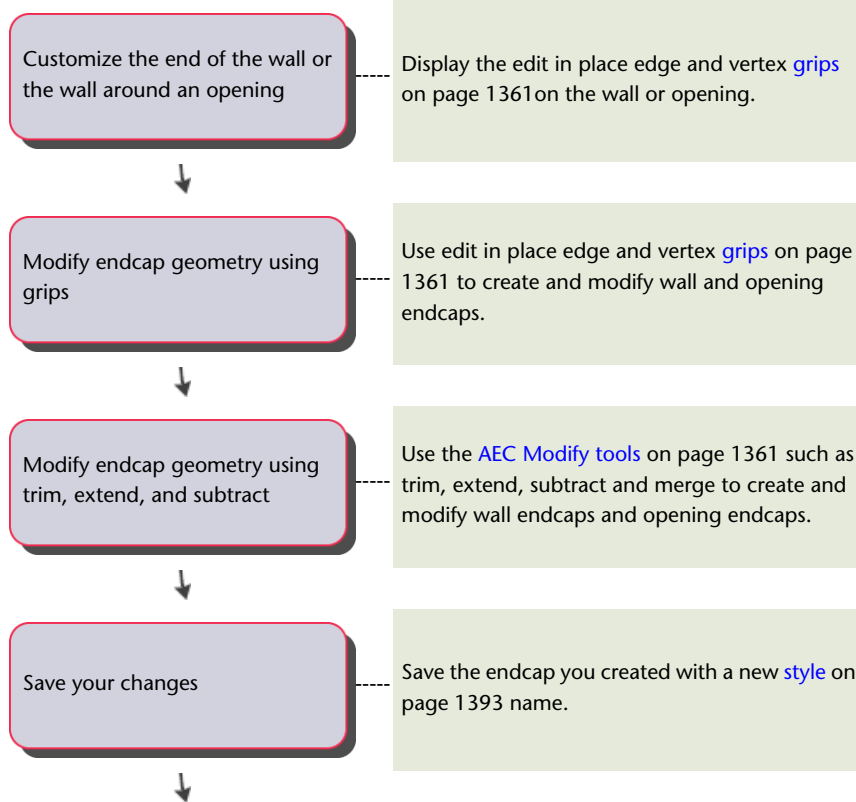 Customize the end of the wall or
the wall around an opening
Display the edit in place edge and vertex grips
on page 1361on the wall or opening.
Modify endcap geometry using
grips
Use edit in place edge and vertex grips on page
1361 to create and modify wall and opening
endcaps.
Modify endcap geometry using
trim, extend, and subtract
Use the AEC Modify tools on page 1361 such as
trim, extend, subtract and merge to create and
modify wall endcaps and opening endcaps.
Save your changes
Save the endcap you created with a new style on
page 1393 name.